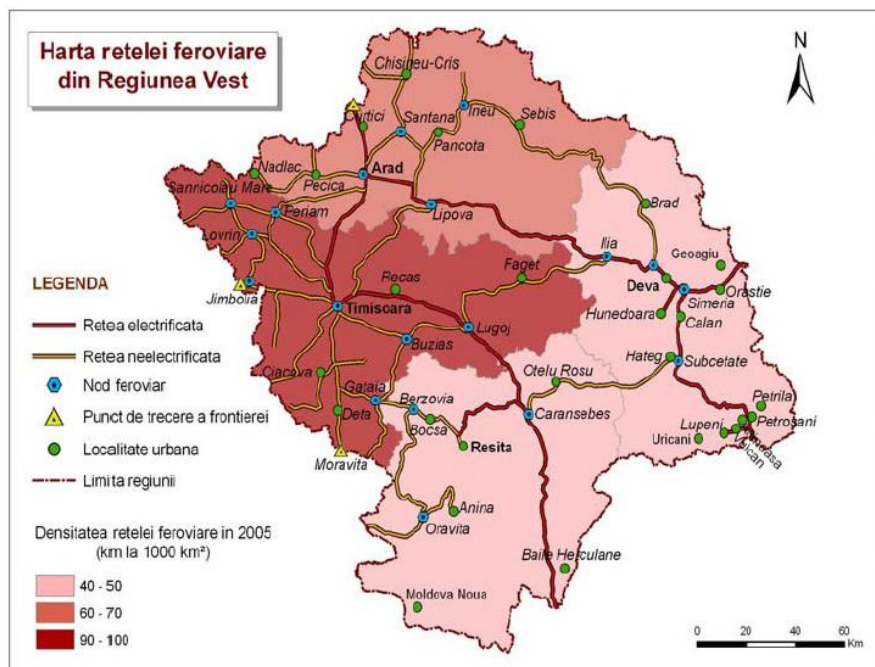 Harta retelei feroviare
din Regiunea Vest
N
Chisineu-Cris
Curtici
Santana
Ineu
Sebis
Pancota
Nadlac
Pecica
Arad
Sannicolau Mare
Periam
Lipova
Brad
Lovrin
Ilia
Geoagiu
Faget
Recas
Deva
LEGENDA
Jimbolia
Simeria
Orastie
Timisoara
Hunedoara
Calan
Retea electrificata
Lugoj
Retea neelectrificata
Buzias
Hateg
Subcetate
Nod feroviar
Ciacova
Otelu Rosu
Gataia
Berzovia
Petrila
Punct de trecere a frontierei
Deta
Bocsa
Caransebes
Lupeni
Petrosani
Localitate urbana
Resita
Uricani
Vulcan
Moravita
Limita regiunii
Anina
Densitatea retelei feroviare in 2005
(km la 1000 km²)
Oravita
Baile Herculane
40 - 50
Moldova Noua
60 - 70
90 - 100
0 20 40 60
Km